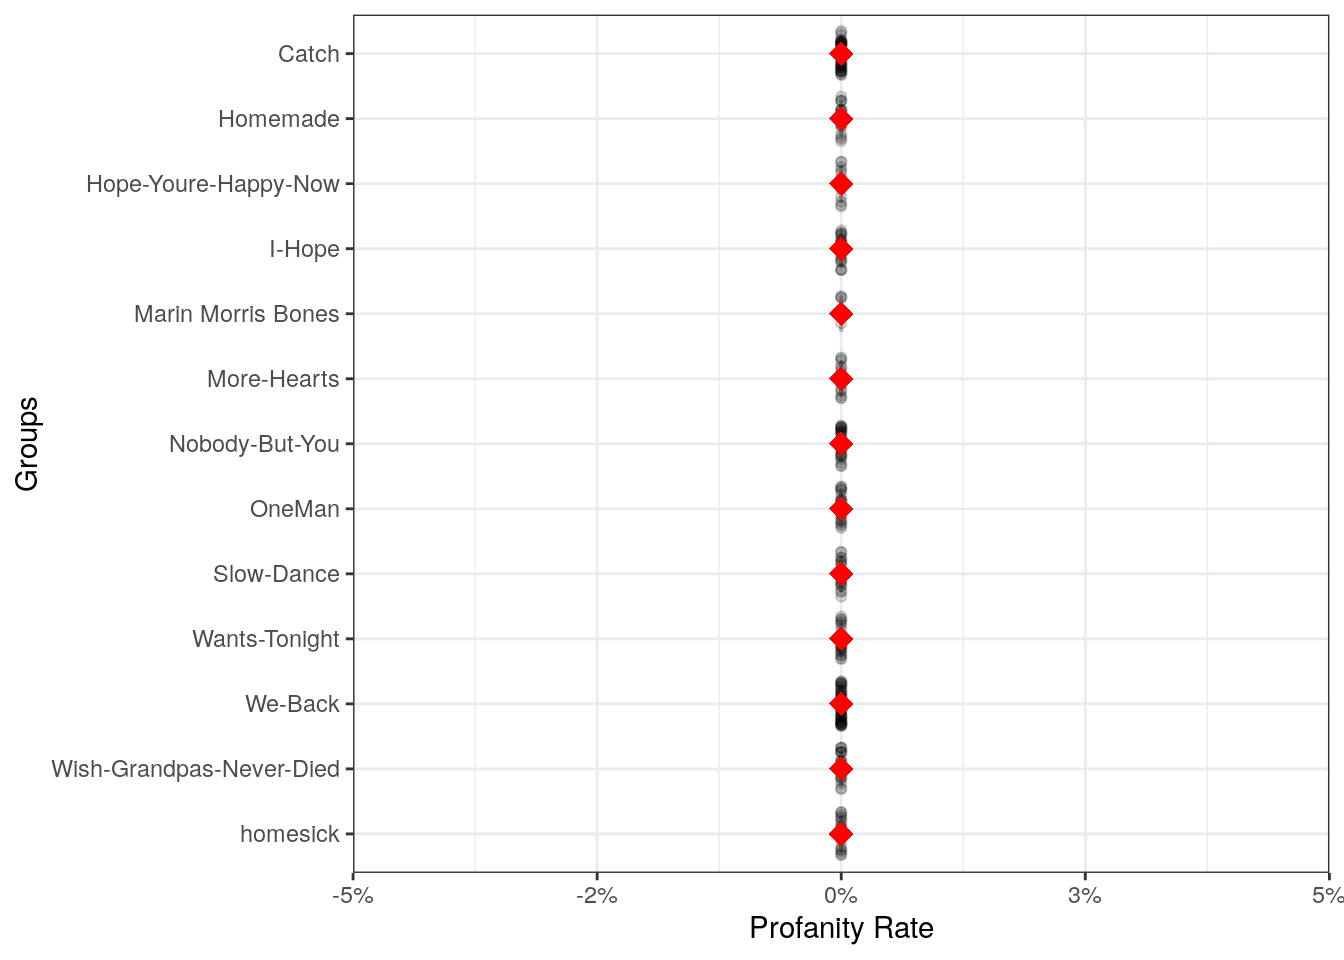 Catch
Homemade
Hope-Youre-Happy-Now
I-Hope
Marin Morris Bones
More-Hearts
Nobody-But-You
OneMan
Slow-Dance
Wants-Tonight
We-Back
Wish-Grandpas-Never-Died
homesick
Groups
-5% -2% 0% 3% 5%
Profanity Rate